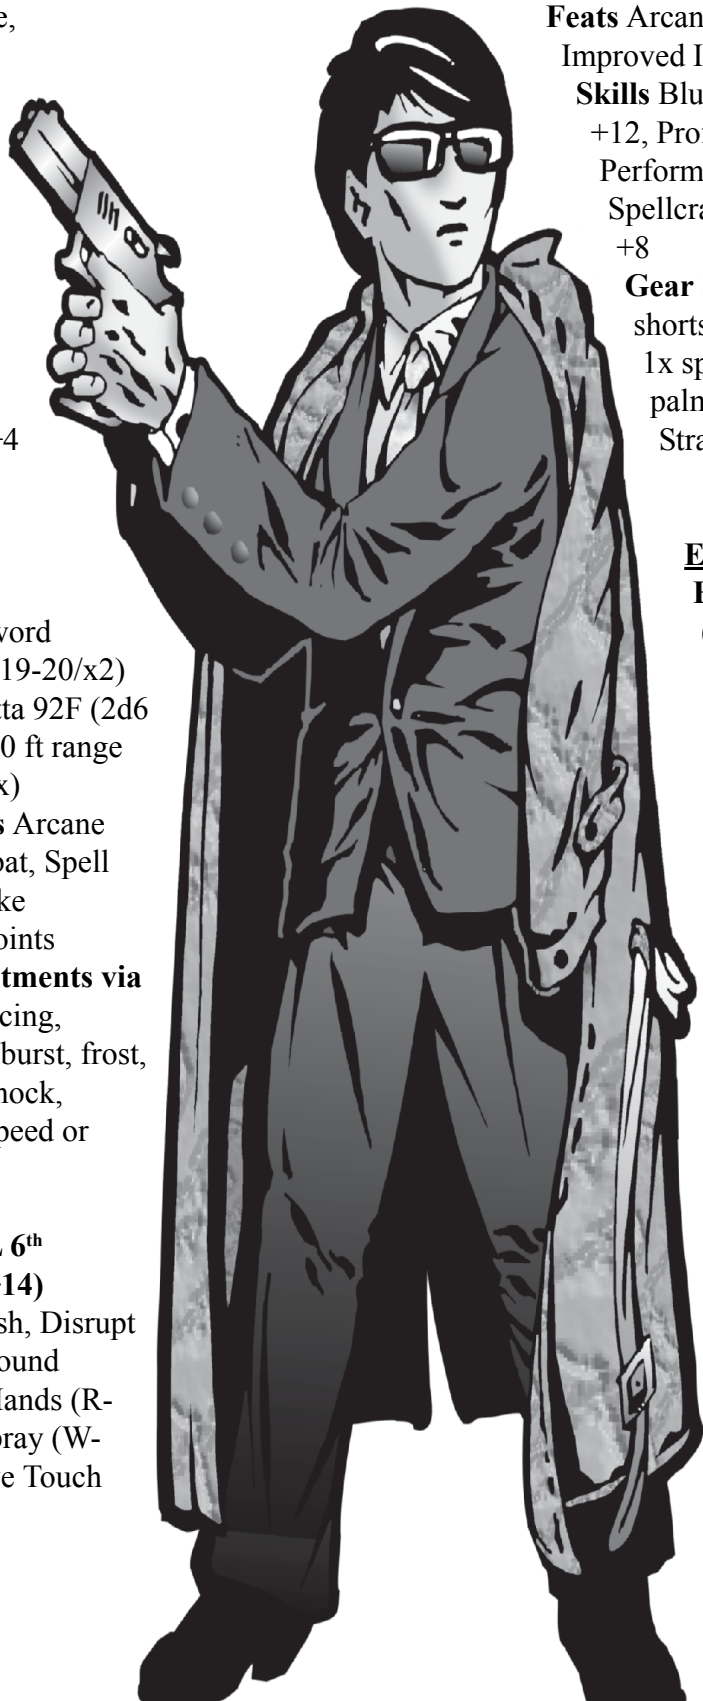 e,
+4
word
19-20/x2)
tta 92F (2d6
0 ft range
x)
s Arcane
bat, Spell
ke
oints
tments via
cing,
burst, frost,
hock,
peed or
6th
14)
sh, Disrupt
ound
Hands (R-
pray (W-
e Touch
Feats Arcan
Improved I
Skills Blu
+12, Pro
Perform
Spellcra
+8
Gear
shorts
1x sp
palm
Stra
E